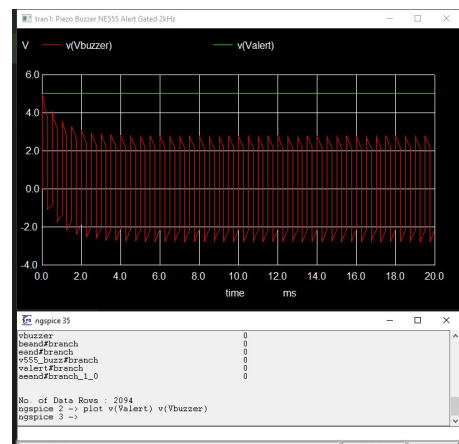 tran1: Piezo Buzzer NE555 Alert Gated 2kHz
V v(Vbuzzer) v(Valert)
6.0
4.0
2.0
0.0
-2.0
-4.0
0.0 2.0 4.0 6.0 8.0 10.0 12.0 14.0 16.0 18.0 20.0
time ms
ngspice 35
vbuzzer 0
beand#branch 0
eand#branch 0
v555_buzz#branch 0
valert#branch 0
aeand#branch_1_0 0
No. of Data Rows : 2094
ngspice 2 -> plot v(Valert) v(Vbuzzer)
ngspice 3 ->